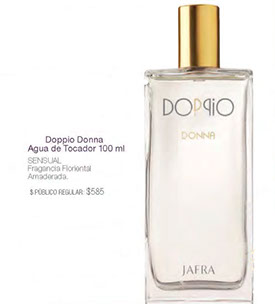 Doppio Donna
Agua de Tocador 100 ml
SENSUAL
Fragancia Floriental
Amaderada.
$ PÚBLICO REGULAR: $585
DOPPiO
DONNA
JAFRA